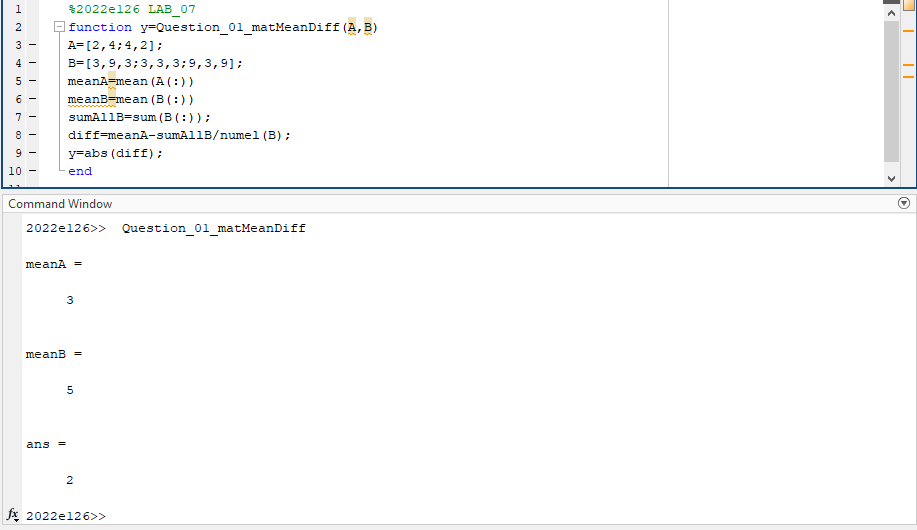 1 %2022e126 LAB_07
2 function y=Question_01_matMeanDiff(A,B)
3 A=[2,4;4,2];
4 B=[3,9,3;3,3,3;9,3,9];
5 meanA=mean(A(:))
6 meanB=mean(B(:))
7 sumAllB=sum(B(:));
8 diff=meanA-sumAllB/numel(B);
9 y=abs(diff);
10 end
11
Command Window
2022e126>> Question_01_matMeanDiff
meanA =
3
meanB =
5
ans =
2
fx 2022e126>>